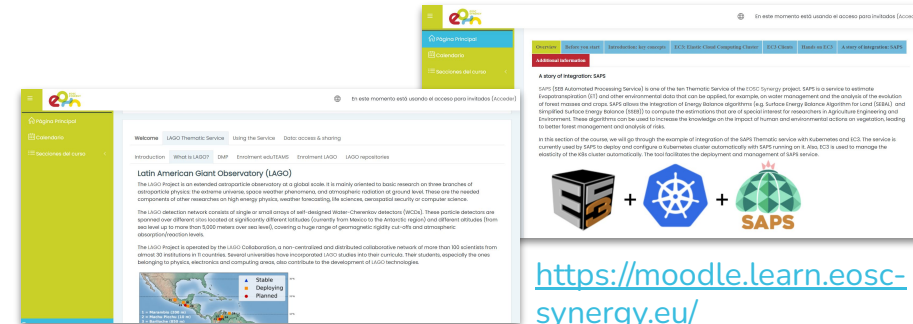 En este momento está usando el acceso para invitados (Acceder)
Página Principal
Calendario
Secciones del curso
Overview Before you start Introduction: key concepts EC3: Elastic Cloud Computing Cluster EC3 Clients Hands on EC3 A story of integration: SAPS
Additional information
A story of integration: SAPS
SAPS (SEB Automated Processing Service) is one of the ten Thematic Service of the EOSC Synergy project. SAPS is a service to estimate
Evapotranspiration (ET) and other environmental data that can be applied, for example, on water management and the analysis of the evolution
of forest masses and crops. SAPS allows the integration of Energy Balance algorithms (e.g. Surface Energy Balance Algorithm for Land (SEBAL) and
Simplified Surface Energy Balance (SSEB)) to compute the estimations that are of special interest for researchers in Agriculture Engineering and
Environment. These algorithms can be used to increase the knowledge on the impact of human and environmental actions on vegetation, leading
to better forest management and analysis of risks.
In this section of the course, we will go through the example of integration of the SAPS Thematic service with Kubernetes and EC3. The service is
currently used by SAPS to deploy and configure a Kubernetes cluster automatically with SAPS running on it. Also, EC3 is used to manage the
elasticity of the K8s cluster automatically. The tool facilitates the deployment and management of SAPS service.
+ +
SAPS
En este momento está usando el acceso para invitados (Acceder)
Página Principal
Calendario
Secciones del curso
Welcome LAGO Thematic Service Using the Service Data: access & sharing
Introduction What is LAGO? DMP Enrolment eduTEAMS Enrolment LAGO LAGO repositories
Latin American Giant Observatory (LAGO)
The LAGO Project is an extended astroparticle observatory at a global scale. It is mainly oriented to basic research on three branches of
astroparticle physics: the extreme universe, space weather phenomena, and atmospheric radiation at ground level. These are the needed
components of other researches on high energy physics, weather forecasting, life sciences, aerospatial security or computer science.
The LAGO detection network consists of single or small arrays of self-designed Water-Cherenkov detectors (WCDs). These particle detectors are
spanned over different sites located at significantly different latitudes (currently from Mexico to the Antarctic region) and different altitudes (from
sea level up to more than 5,000 meters over sea level), covering a huge range of geomagnetic rigidity cut-offs and atmospheric
absorption/reaction levels.
The LAGO Project is operated by the LAGO Collaboration, a non-centralized and distributed collaborative network of more than 100 scientists from
almost 30 institutions in 11 countries. Several universities have incorporated LAGO studies into their curricula. Their students, especially the ones
belonging to physics, electronics and computing areas, also contribute to the development of LAGO technologies.
Stable
Deploying
Planned
https://moodle.learn.eosc-
synergy.eu/